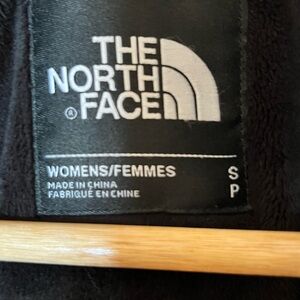 THE
NORTH
® FACE
WOMENS/FEMMES S
MADE IN CHINA P
FABRIQUÉ EN CHINE